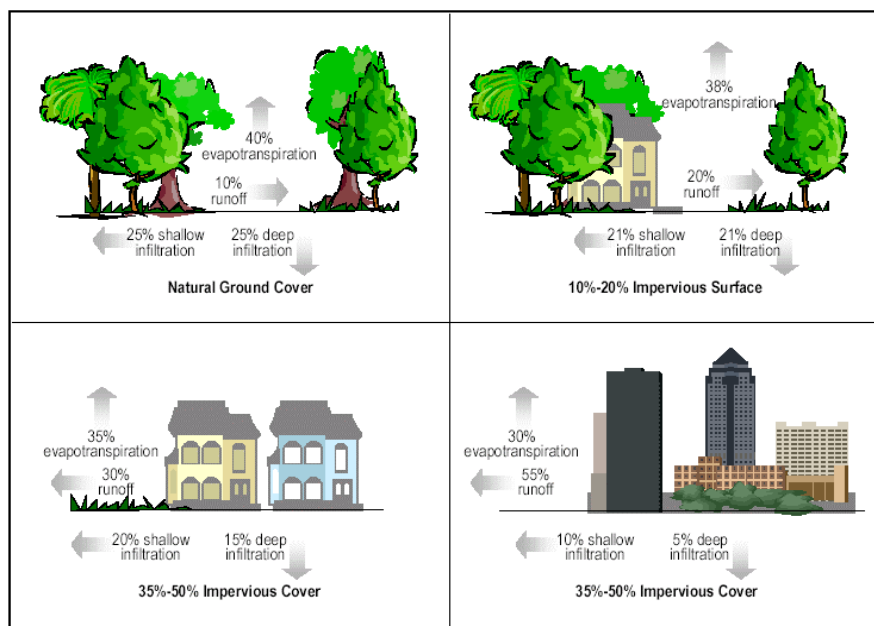 40%
evapotranspiration
10%
runoff
25% shallow
infiltration
25% deep
infiltration
Natural Ground Cover
38%
evapotranspiration
20%
runoff
21% shallow
infiltration
21% deep
infiltration
10%-20% Impervious Surface
35%
evapotranspiration
30%
runoff
20% shallow
infiltration
15% deep
infiltration
35%-50% Impervious Cover
30%
evapotranspiration
55%
runoff
10% shallow
infiltration
5% deep
infiltration
35%-50% Impervious Cover